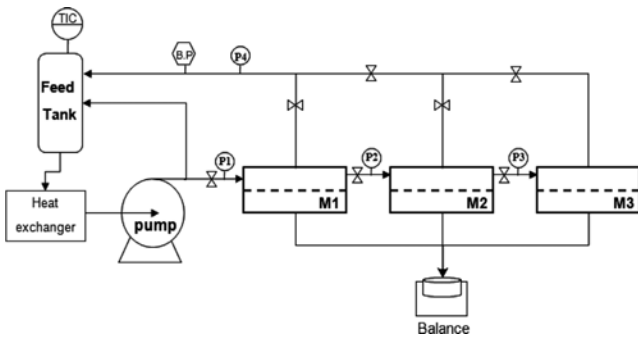 TIC
B.P
P4
Feed
Tank
P1
P2
P3
M1
M2
M3
Heat
exchanger
pump
Balance